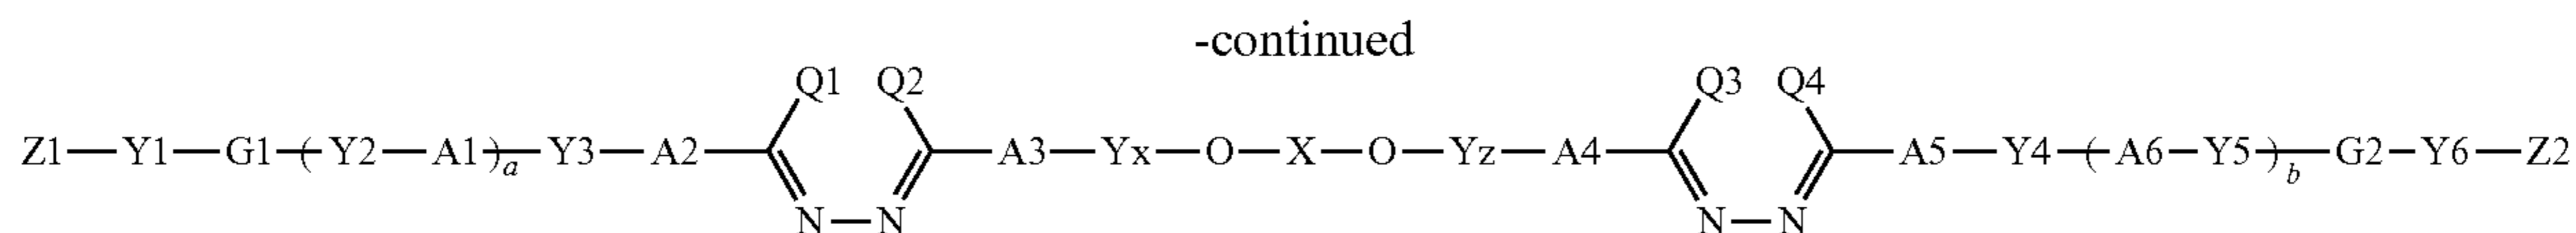 -continued
Q1 Q2 Q3 Q4
Z1—Y1—G1—(Y2—A1)a—Y3—A2 A3—Yx—O—X—O—Yz—A4 A5—Y4—(A6—Y5)b—G2—Y6—Z2
N—N N—N